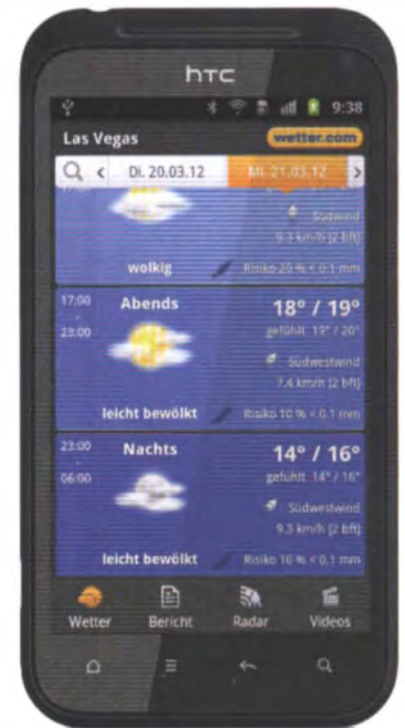 hTC
9:38
Las Vegas
wetter.com
Di. 20.03.12
Mi. 21.03.12
Südwind
9.3 km/h [2 bft]
wolkig
Risiko 20 % < 0.1 mm
17:00
-
23:00
Abends
18° / 19°
gefühlt 19° / 20°
Südwestwind
7.4 km/h [2 bft]
leicht bewölkt
Risiko 10 % < 0.1 mm
23:00
-
06:00
Nachts
14° / 16°
gefühlt 14° / 16°
Südwestwind
9.3 km/h [2 bft]
leicht bewölkt
Risiko 10 % < 0.1 mm
Wetter
Bericht
Radar
Videos